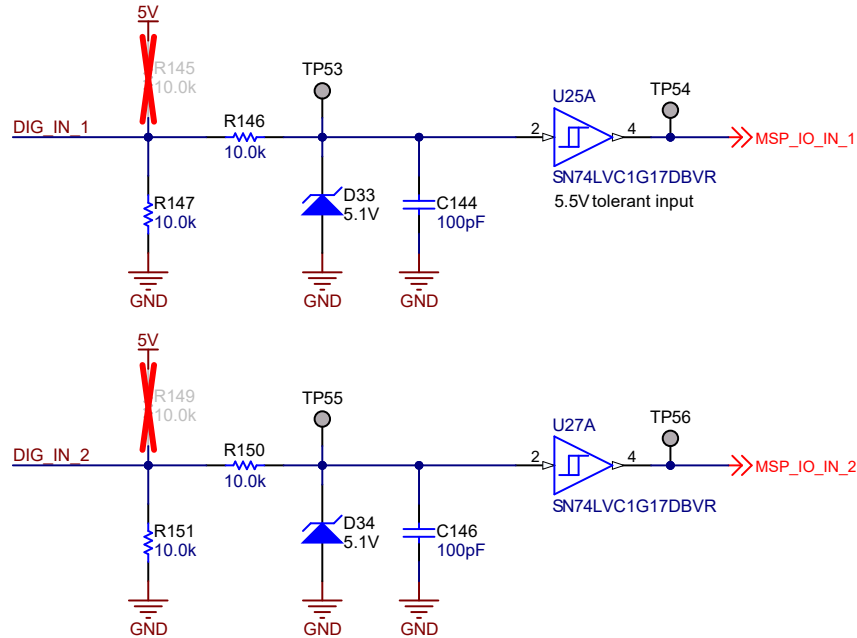 5V
R145
10.0k
TP53
U25A
TP54
DIG_IN_1
R146
10.0k
2
4
MSP_IO_IN_1
R147
10.0k
D33
5.1V
C144
100pF
SN74LVC1G17DBVR
5.5V tolerant input
GND
GND
GND
5V
R149
10.0k
TP55
U27A
TP56
DIG_IN_2
R150
10.0k
2
4
MSP_IO_IN_2
R151
10.0k
D34
5.1V
C146
100pF
SN74LVC1G17DBVR
GND
GND
GND